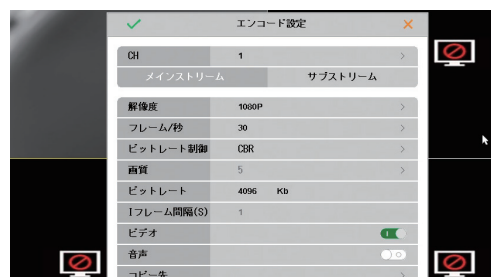 エンコード設定
CH 1
メインストリーム サブストリーム
解像度 1080P
フレーム/秒 30
ビットレート制御 CBR
画質 5
ビットレート 4096 Kb
Iフレーム間隔(S) 1
ビデオ
音声
コピー先